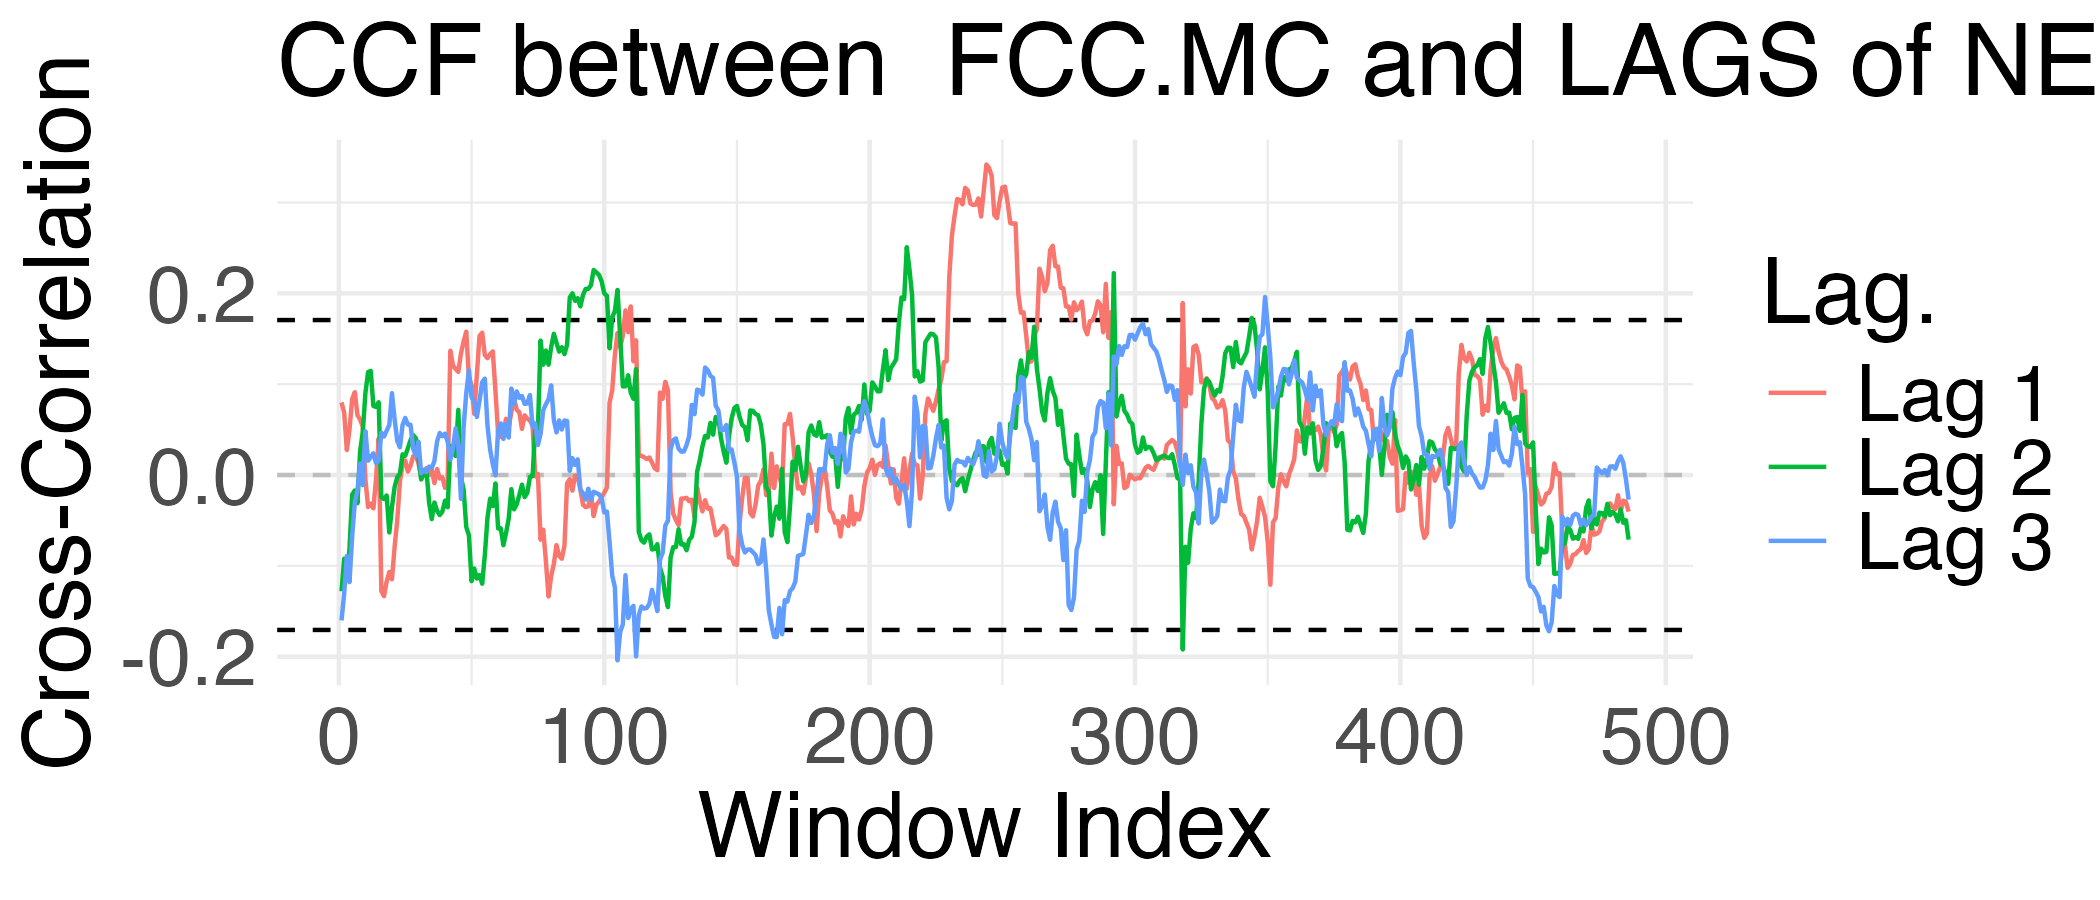 CCF between  FCC.MC and LAGS of NE
Cross-Correlation
0.2
0.0
-0.2
0 100 200 300 400 500
Window Index
Lag.
Lag 1
Lag 2
Lag 3